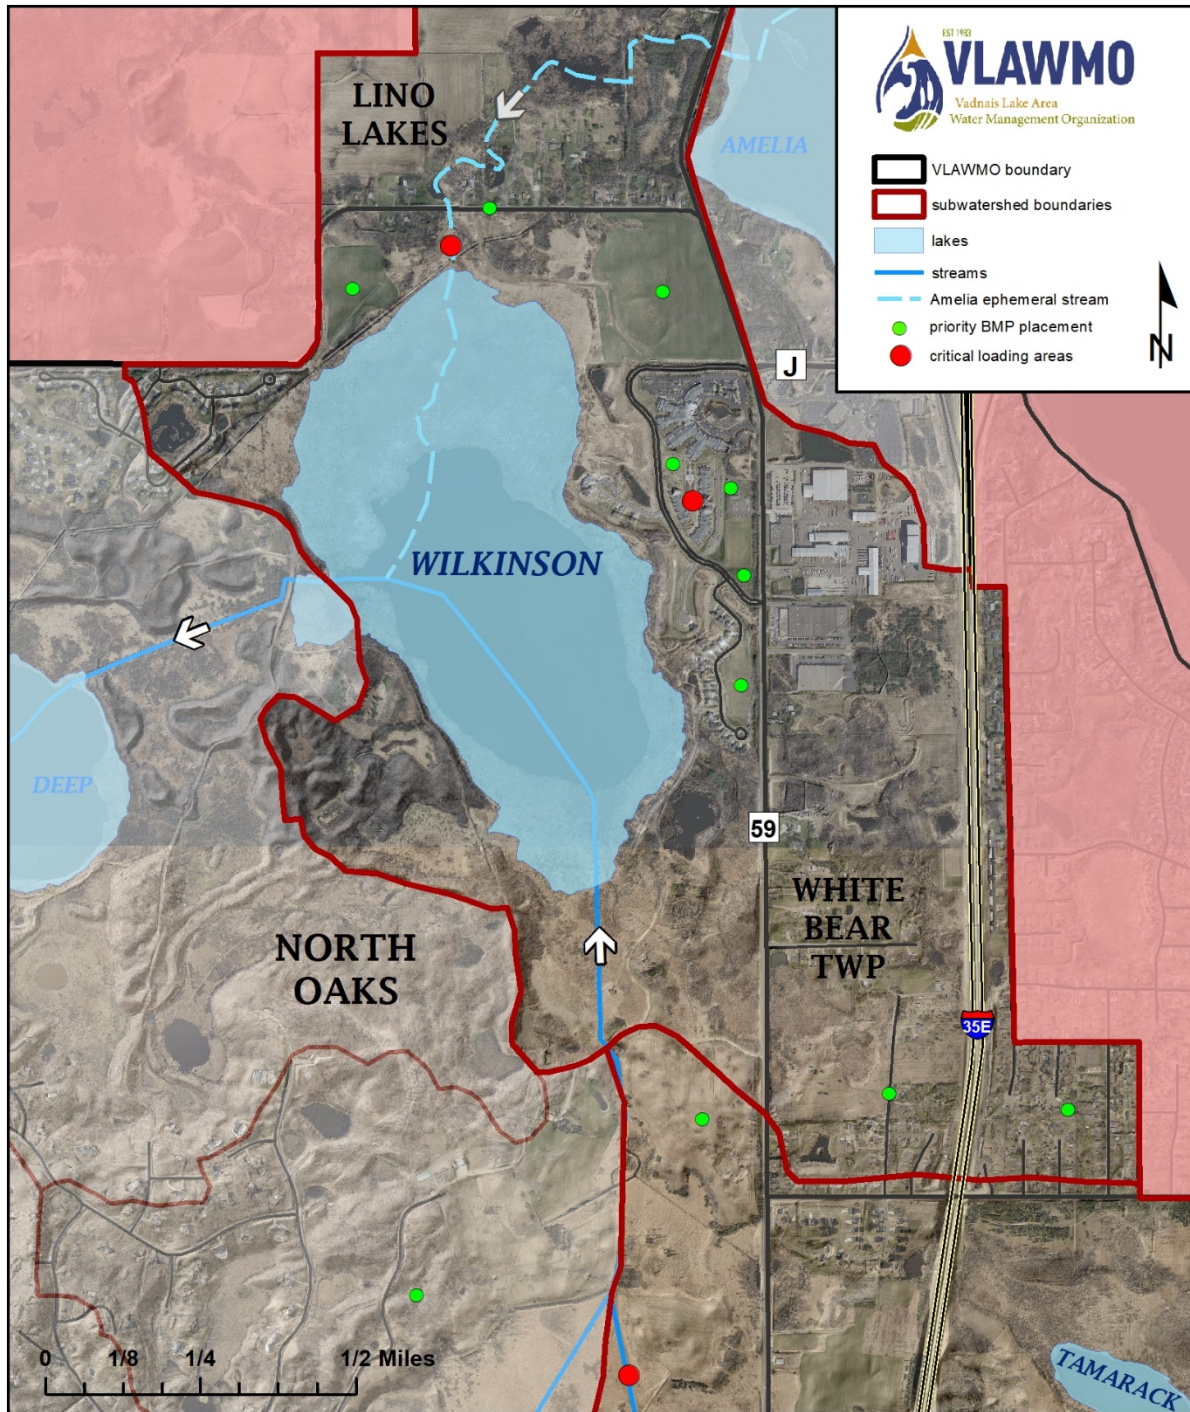 LINO
LAKES
AMELIA
EST 1983
VLAWMO
Vadnais Lake Area
Water Management Organization
VLAWMO boundary
subwatershed boundaries
lakes
streams
Amelia ephemeral stream
priority BMP placement
critical loading areas
N
J
WILKINSON
DEEP
59
WHITE
BEAR
TWP
NORTH
OAKS
35E
0 1/8 1/4 1/2 Miles
TAMARACK